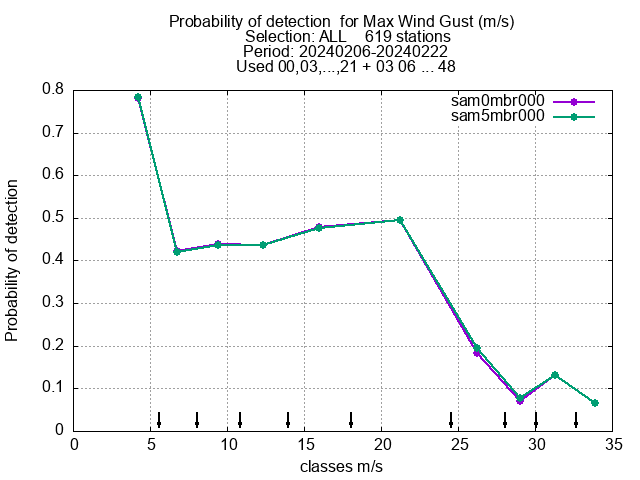 Probability of detection  for Max Wind Gust (m/s)
Selection: ALL    619 stations
Period: 20240206-20240222
Used 00,03,...,21 + 03 06 ... 48
sam0mbr000
sam5mbr000
0.8
0.7
0.6
0.5
0.4
0.3
0.2
0.1
0
Probability of detection
0 5 10 15 20 25 30 35
classes m/s